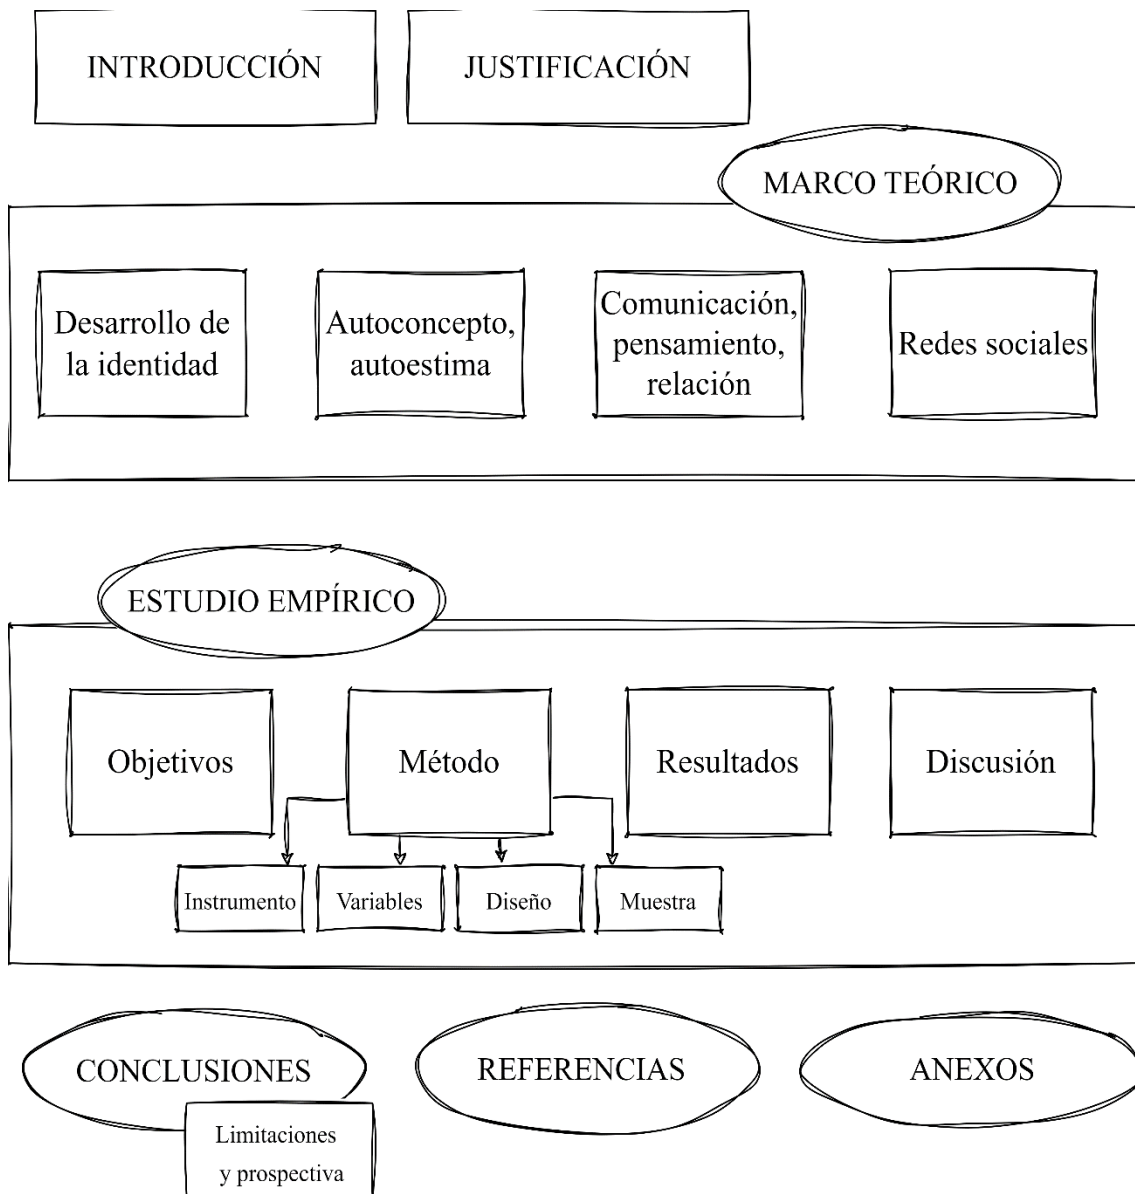 INTRODUCCIÓN
JUSTIFICACIÓN
MARCO TEÓRICO
Desarrollo de
la identidad
Autoconcepto,
autoestima
Comunicación,
pensamiento,
relación
Redes sociales
ESTUDIO EMPÍRICO
Objetivos
Método
Resultados
Discusión
Instrumento
Variables
Diseño
Muestra
CONCLUSIONES
Limitaciones
y prospectiva
REFERENCIAS
ANEXOS